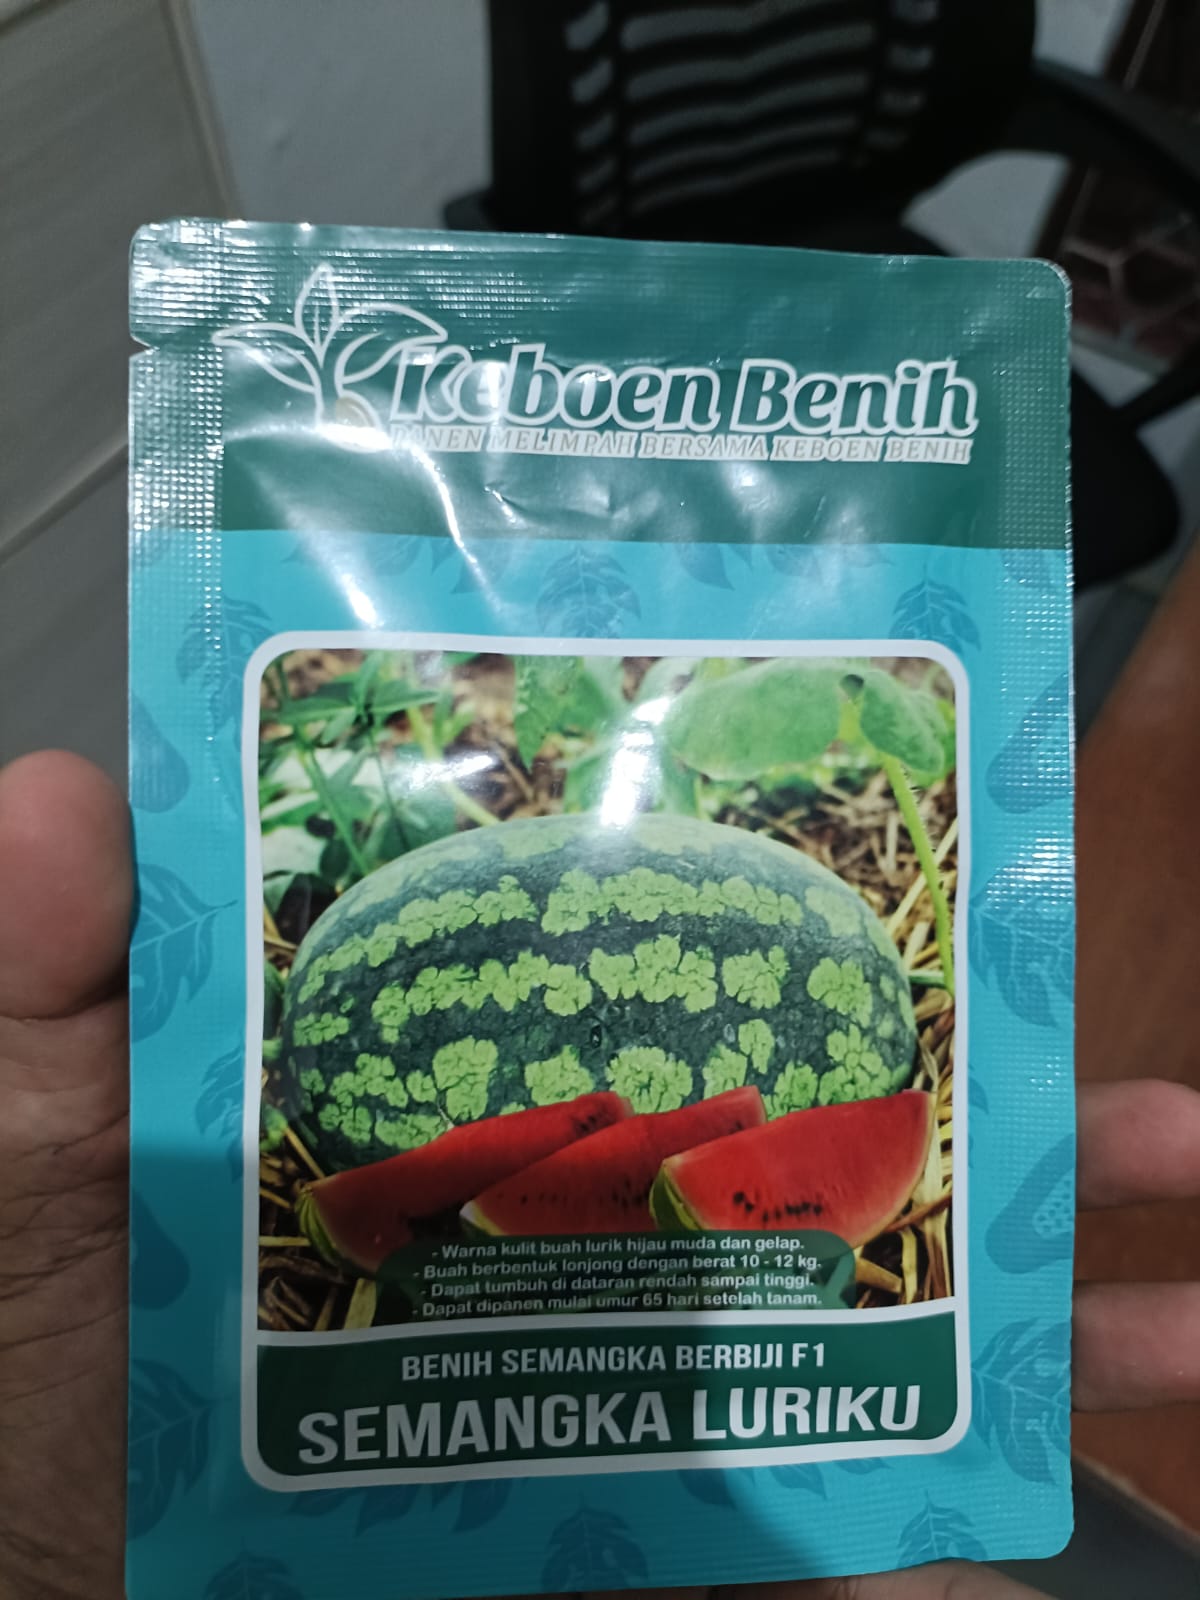 Keboen Benih
PANEN MELIMPAH BERSAMA KEBOEN BENIH
- Warna kulit buah lurik hijau muda dan gelap.
- Buah berbentuk lonjong dengan berat 10 - 12 kg.
- Dapat tumbuh di dataran rendah sampai tinggi.
- Dapat dipanen mulai umur 65 hari setelah tanam.
BENIH SEMANGKA BERBIJI F1
SEMANGKA LURIKU